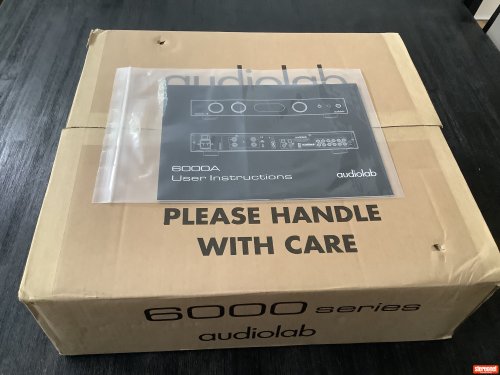 audiolab
6000A
User Instructions
audiolab
PLEASE HANDLE
WITH CARE
6000 series
audiolab